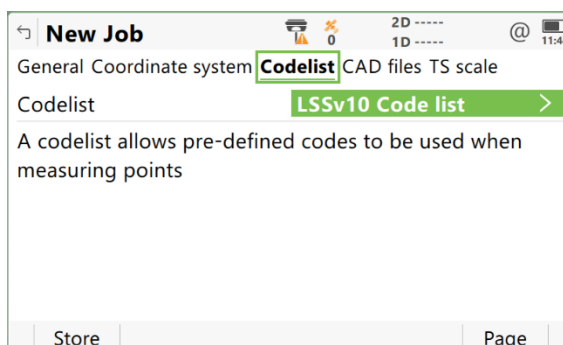 New Job
0
2D -----
1D -----
@
General Coordinate system Codelist CAD files TS scale
Codelist
LSSv10 Code list
A codelist allows pre-defined codes to be used when
measuring points
Store
Page